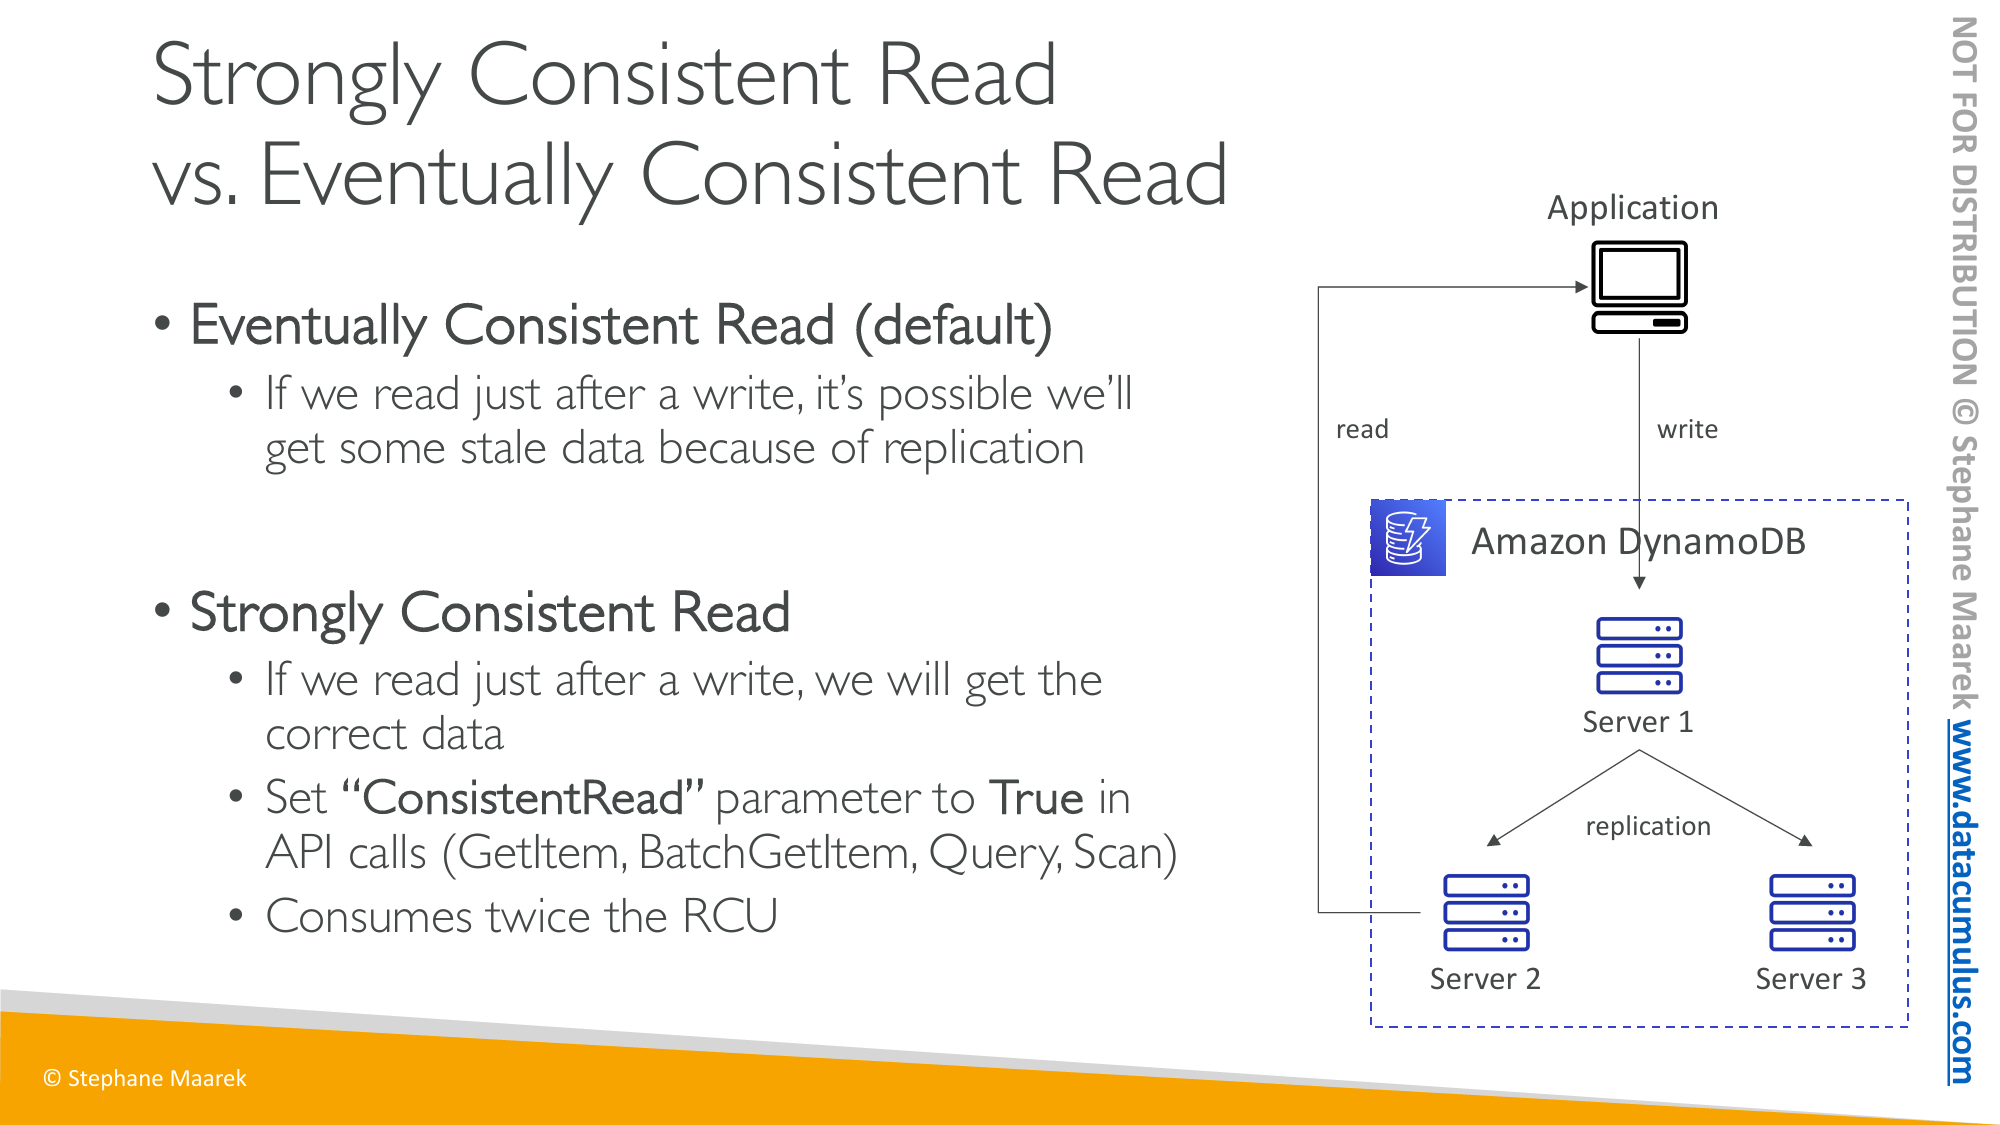 Strongly Consistent Read
vs. Eventually Consistent Read
• Eventually Consistent Read (default)
• If we read just after a write, it’s possible we’ll
get some stale data because of replication
• Strongly Consistent Read
• If we read just after a write, we will get the
correct data
• Set “ConsistentRead” parameter to True in
API calls (GetItem, BatchGetItem, Query, Scan)
• Consumes twice the RCU
Application
read
write
Amazon DynamoDB
Server 1
replication
Server 2
Server 3
© Stephane Maarek
NOT FOR DISTRIBUTION © Stephane Maarek www.datacumulus.com